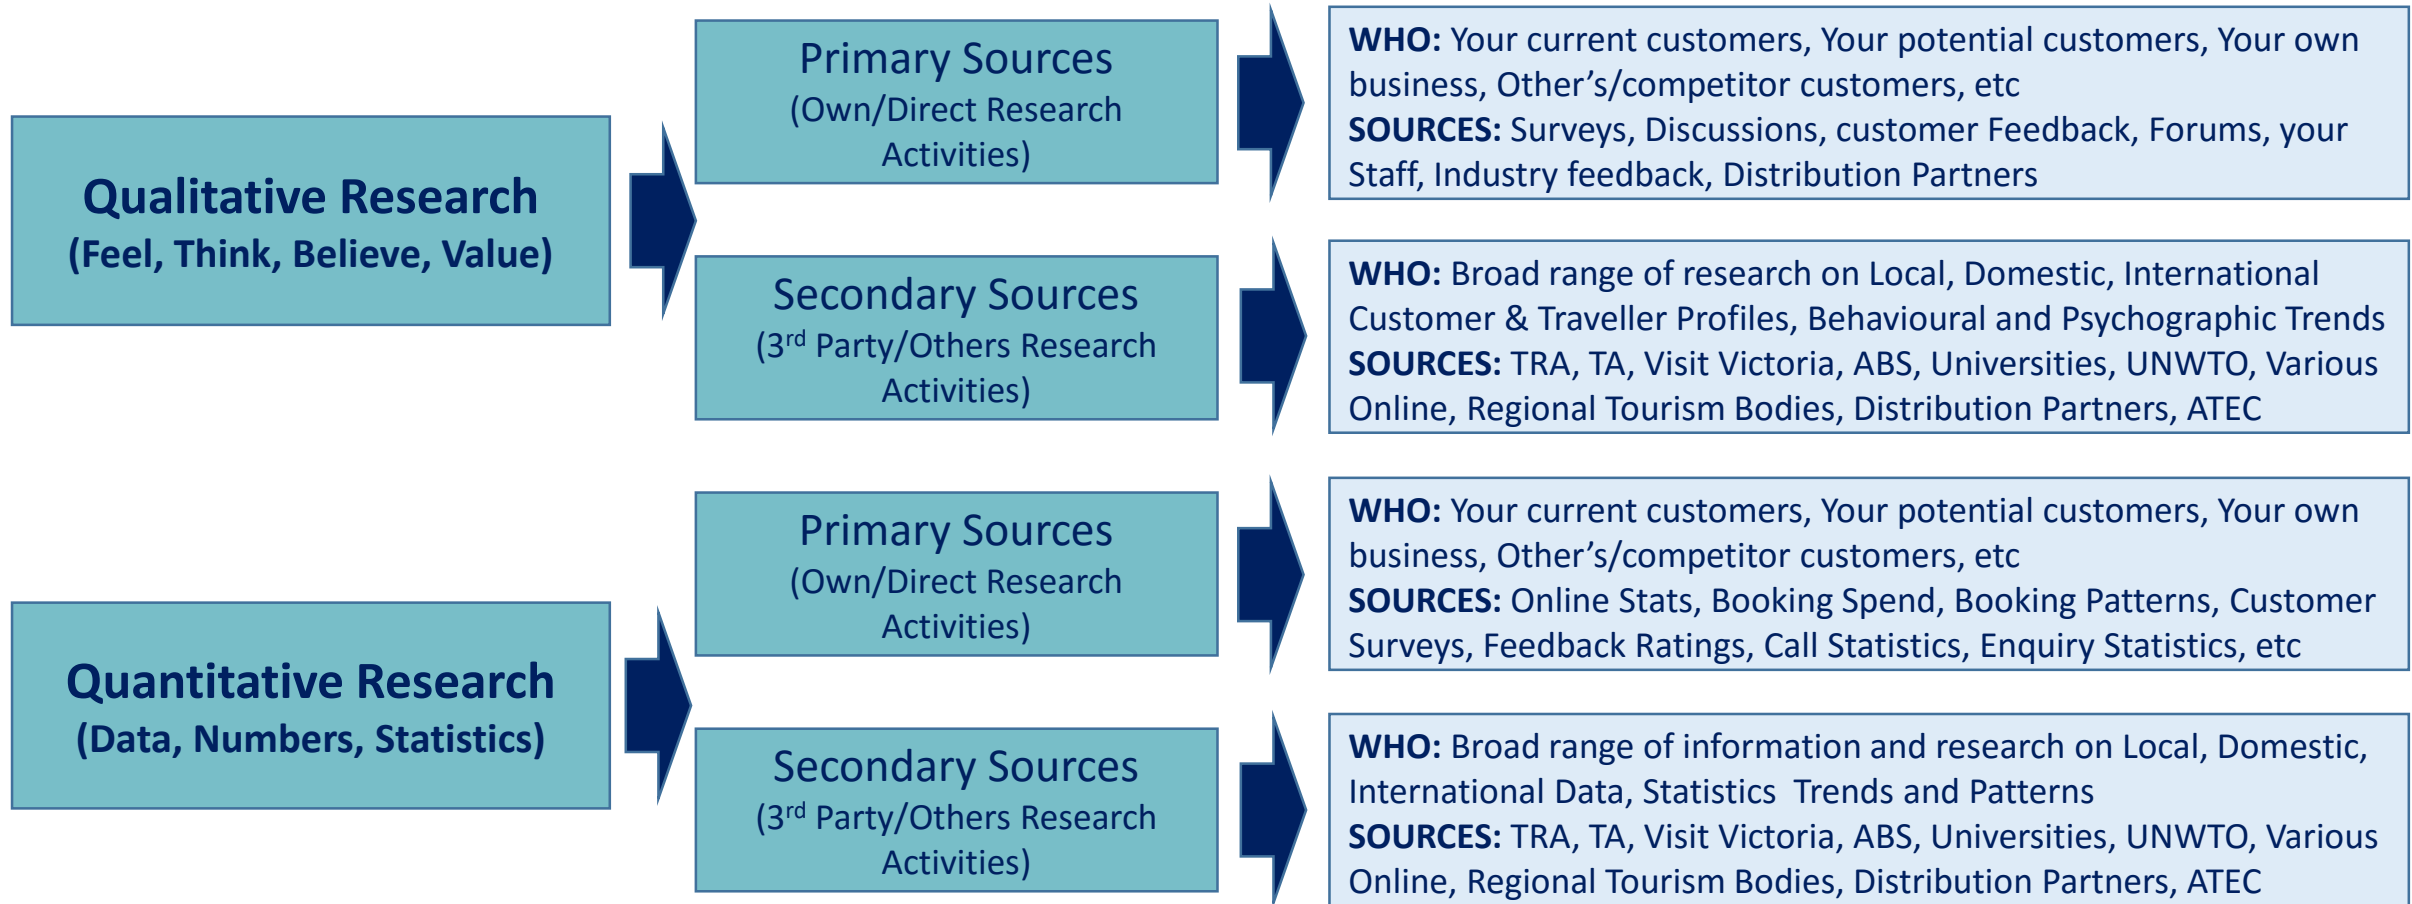 Qualitative Research
(Feel, Think, Believe, Value)
Primary Sources
(Own/Direct Research
Activities)
WHO: Your current customers, Your potential customers, Your own
business, Other’s/competitor customers, etc
SOURCES: Surveys, Discussions, customer Feedback, Forums, your
Staff, Industry feedback, Distribution Partners
Secondary Sources
(3rd Party/Others Research
Activities)
WHO: Broad range of research on Local, Domestic, International
Customer & Traveller Profiles, Behavioural and Psychographic Trends
SOURCES: TRA, TA, Visit Victoria, ABS, Universities, UNWTO, Various
Online, Regional Tourism Bodies, Distribution Partners, ATEC
Quantitative Research
(Data, Numbers, Statistics)
Primary Sources
(Own/Direct Research
Activities)
WHO: Your current customers, Your potential customers, Your own
business, Other’s/competitor customers, etc
SOURCES: Online Stats, Booking Spend, Booking Patterns, Customer
Surveys, Feedback Ratings, Call Statistics, Enquiry Statistics, etc
Secondary Sources
(3rd Party/Others Research
Activities)
WHO: Broad range of information and research on Local, Domestic,
International Data, Statistics  Trends and Patterns
SOURCES: TRA, TA, Visit Victoria, ABS, Universities, UNWTO, Various
Online, Regional Tourism Bodies, Distribution Partners, ATEC